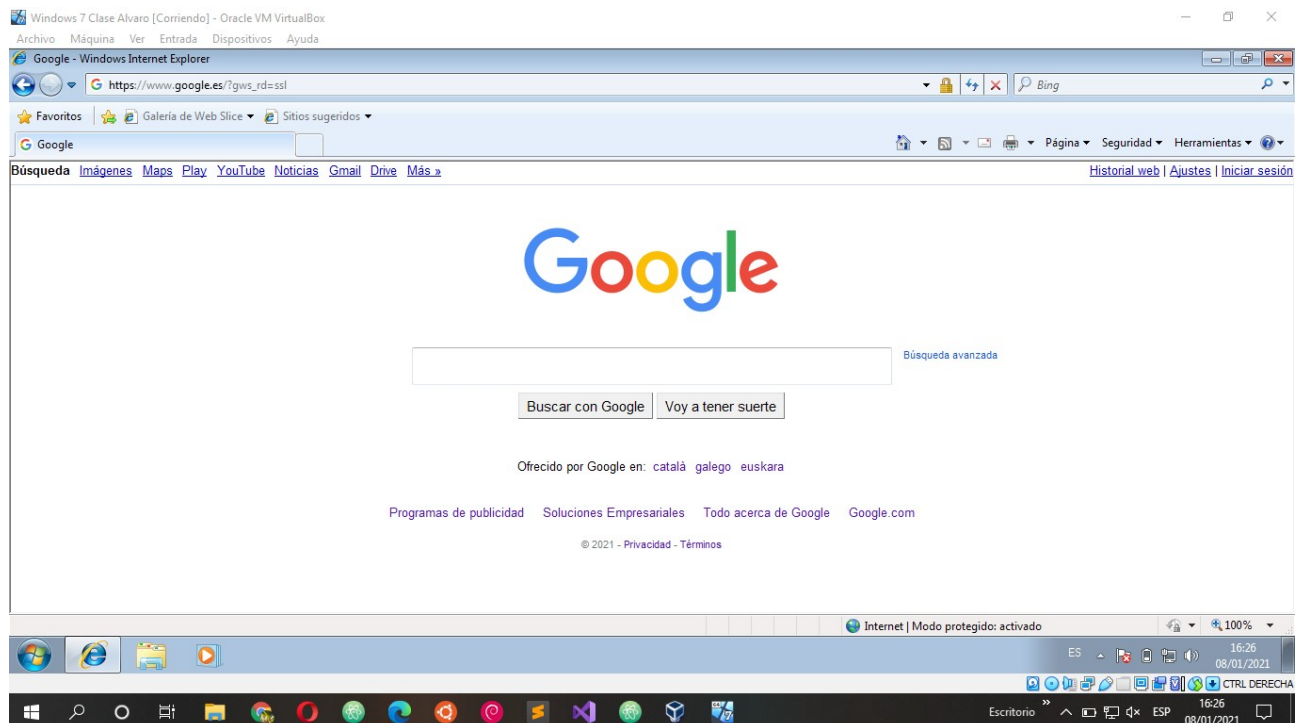 Windows 7 Clase Alvaro [Corriendo] - Oracle VM VirtualBox
Archivo Máquina Ver Entrada Dispositivos Ayuda
Google - Windows Internet Explorer
https://www.google.es/?gws_rd=ssl Bing
Favoritos Galería de Web Slice Sitios sugeridos
Google Página Seguridad Herramientas
Búsqueda Imágenes Maps Play YouTube Noticias Gmail Drive Más » Historial web | Ajustes | Iniciar sesión
Google
Búsqueda avanzada
Buscar con Google Voy a tener suerte
Ofrecido por Google en: català galego euskara
Programas de publicidad Soluciones Empresariales Todo acerca de Google Google.com
© 2021 - Privacidad - Términos
Internet | Modo protegido: activado 100%
ES 16:26
08/01/2021
CTRL DERECHA
Escritorio ESP 16:26
08/01/2021